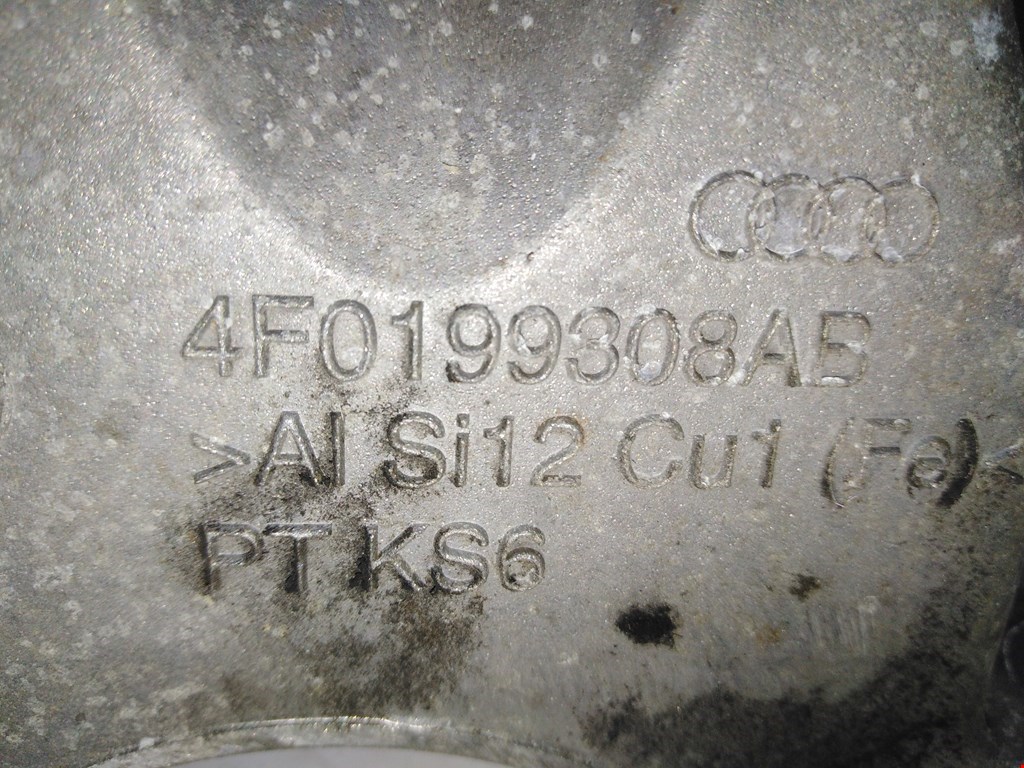 4F0199308AB
>Al Si12 Cu1 (Fe)<
PT KS6